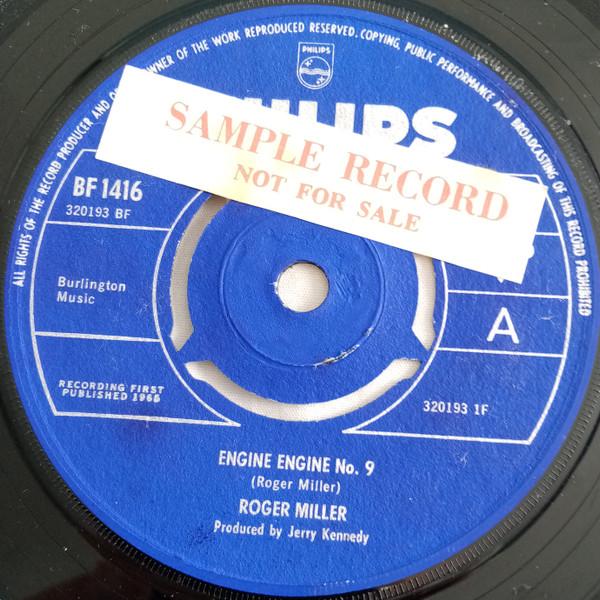 ALL RIGHTS OF THE RECORD PRODUCER AND OWNER OF THE WORK REPRODUCED RESERVED. COPYING, PUBLIC PERFORMANCE AND BROADCASTING OF THIS RECORD PROHIBITED
PHILIPS
PHILIPS
SAMPLE RECORD
NOT FOR SALE
BF 1416
320193 BF
Burlington
Music
A
RECORDING FIRST
PUBLISHED 1965
320193 1F
ENGINE ENGINE No. 9
(Roger Miller)
ROGER MILLER
Produced by Jerry Kennedy